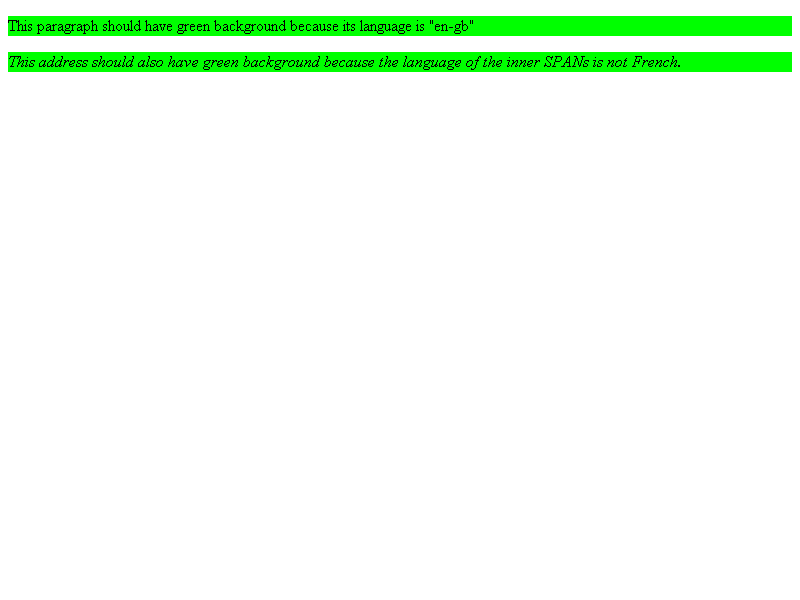 This paragraph should have green background because its language is "en-gb"
This address should also have green background because the language of the inner SPANs is not French.